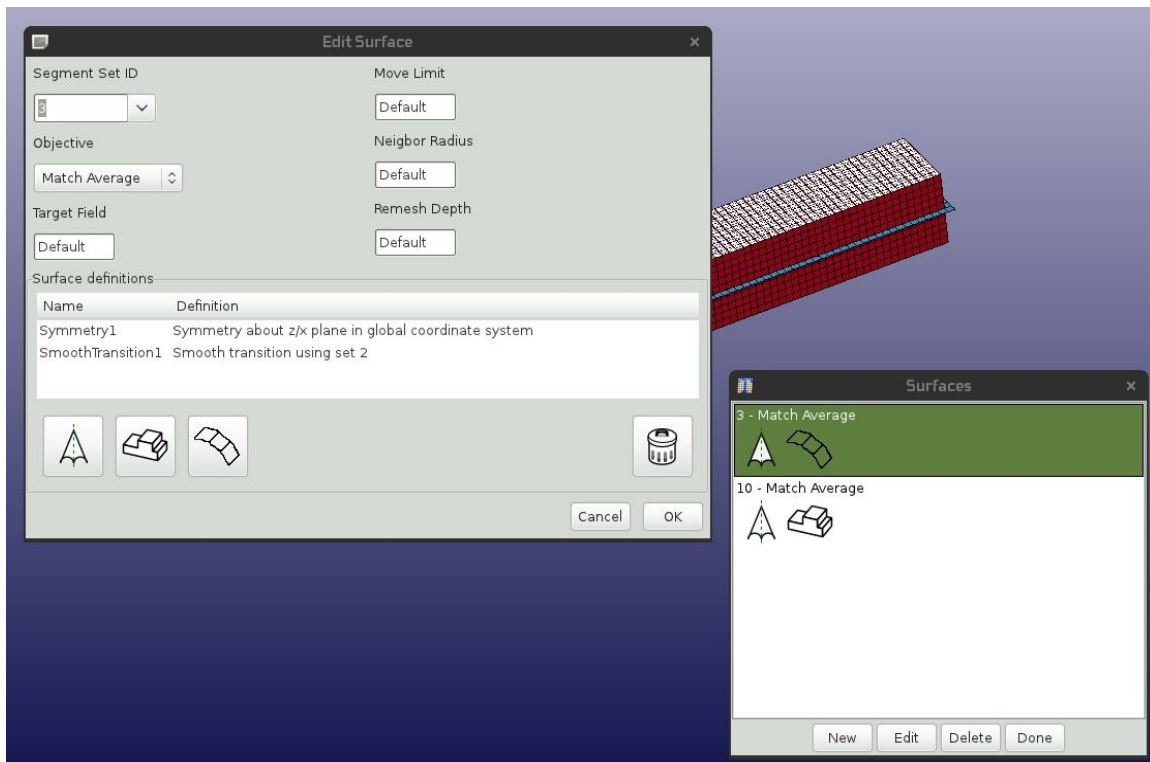 Edit Surface
Segment Set ID
3
Objective
Match Average
Target Field
Default
Move Limit
Default
Neigbor Radius
Default
Remesh Depth
Default
Surface definitions
Name Definition
Symmetry1 Symmetry about z/x plane in global coordinate system
SmoothTransition1 Smooth transition using set 2
Cancel OK
Surfaces
3 - Match Average
10 - Match Average
New Edit Delete Done